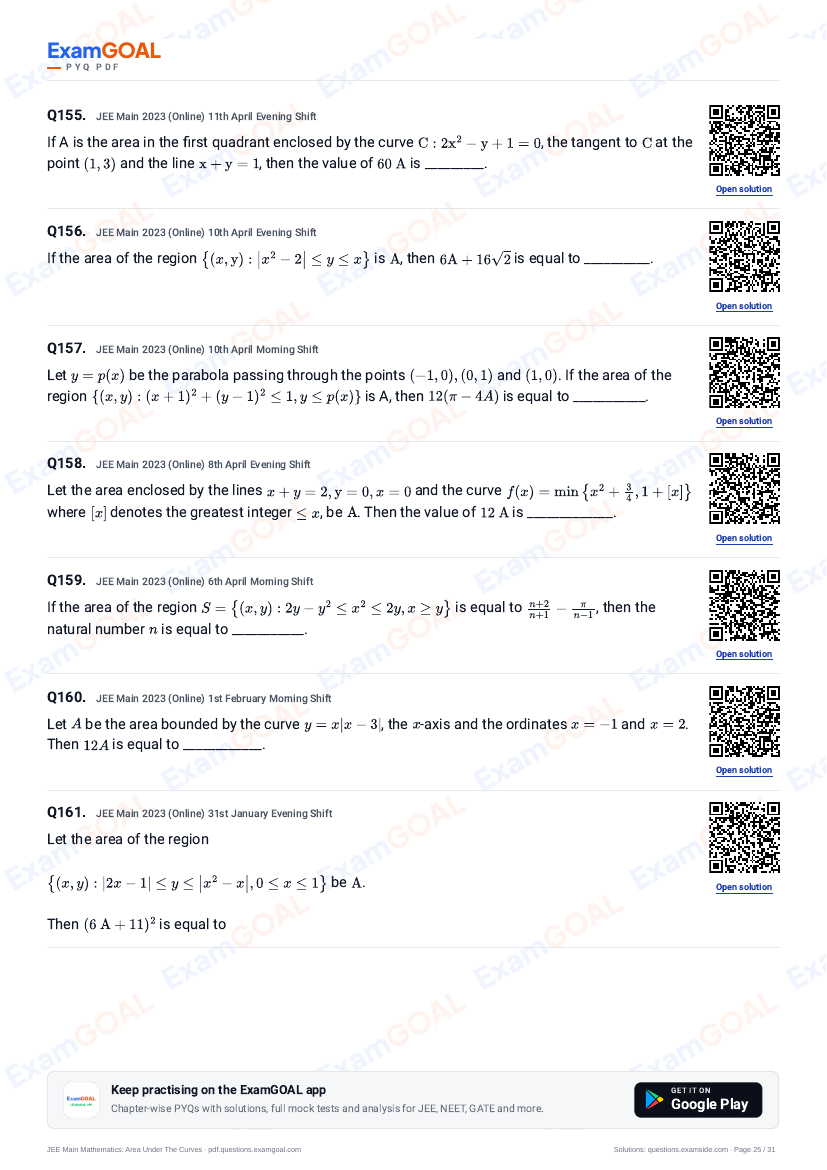 ExamGOAL
PYQ PDF
Q155. JEE Main 2023 (Online) 11th April Evening Shift
If A is the area in the first quadrant enclosed by the curve C : 2x² − y + 1 = 0, the tangent to C at the
point (1, 3) and the line x + y = 1, then the value of 60 A is _________.
Open solution
Q156. JEE Main 2023 (Online) 10th April Evening Shift
If the area of the region {(x, y) : |x² − 2| ≤ y ≤ x} is A, then 6A + 16√2 is equal to __________.
Open solution
Q157. JEE Main 2023 (Online) 10th April Morning Shift
Let y = p(x) be the parabola passing through the points (−1, 0), (0, 1) and (1, 0). If the area of the
region {(x, y) : (x + 1)² + (y − 1)² ≤ 1, y ≤ p(x)} is A, then 12(π − 4A) is equal to ___________.
Open solution
Q158. JEE Main 2023 (Online) 8th April Evening Shift
Let the area enclosed by the lines x + y = 2, y = 0, x = 0 and the curve f(x) = min {x² + 3/4, 1 + [x]}
where [x] denotes the greatest integer ≤ x, be A. Then the value of 12 A is _____________.
Open solution
Q159. JEE Main 2023 (Online) 6th April Morning Shift
If the area of the region S = {(x, y) : 2y − y² ≤ x² ≤ 2y, x ≥ y} is equal to (n+2)/(n+1) − π/(n−1), then the
natural number n is equal to ___________.
Open solution
Q160. JEE Main 2023 (Online) 1st February Morning Shift
Let A be the area bounded by the curve y = x|x − 3|, the x-axis and the ordinates x = −1 and x = 2.
Then 12A is equal to ____________.
Open solution
Q161. JEE Main 2023 (Online) 31st January Evening Shift
Let the area of the region
{(x, y) : |2x − 1| ≤ y ≤ |x² − x|, 0 ≤ x ≤ 1} be A.
Then (6 A + 11)² is equal to
Open solution
Keep practising on the ExamGOAL app
Chapter-wise PYQs with solutions, full mock tests and analysis for JEE, NEET, GATE and more.
GET IT ON
Google Play
JEE Main Mathematics: Area Under The Curves · pdf.questions.examgoal.com
Solutions: questions.examside.com · Page 25 / 31